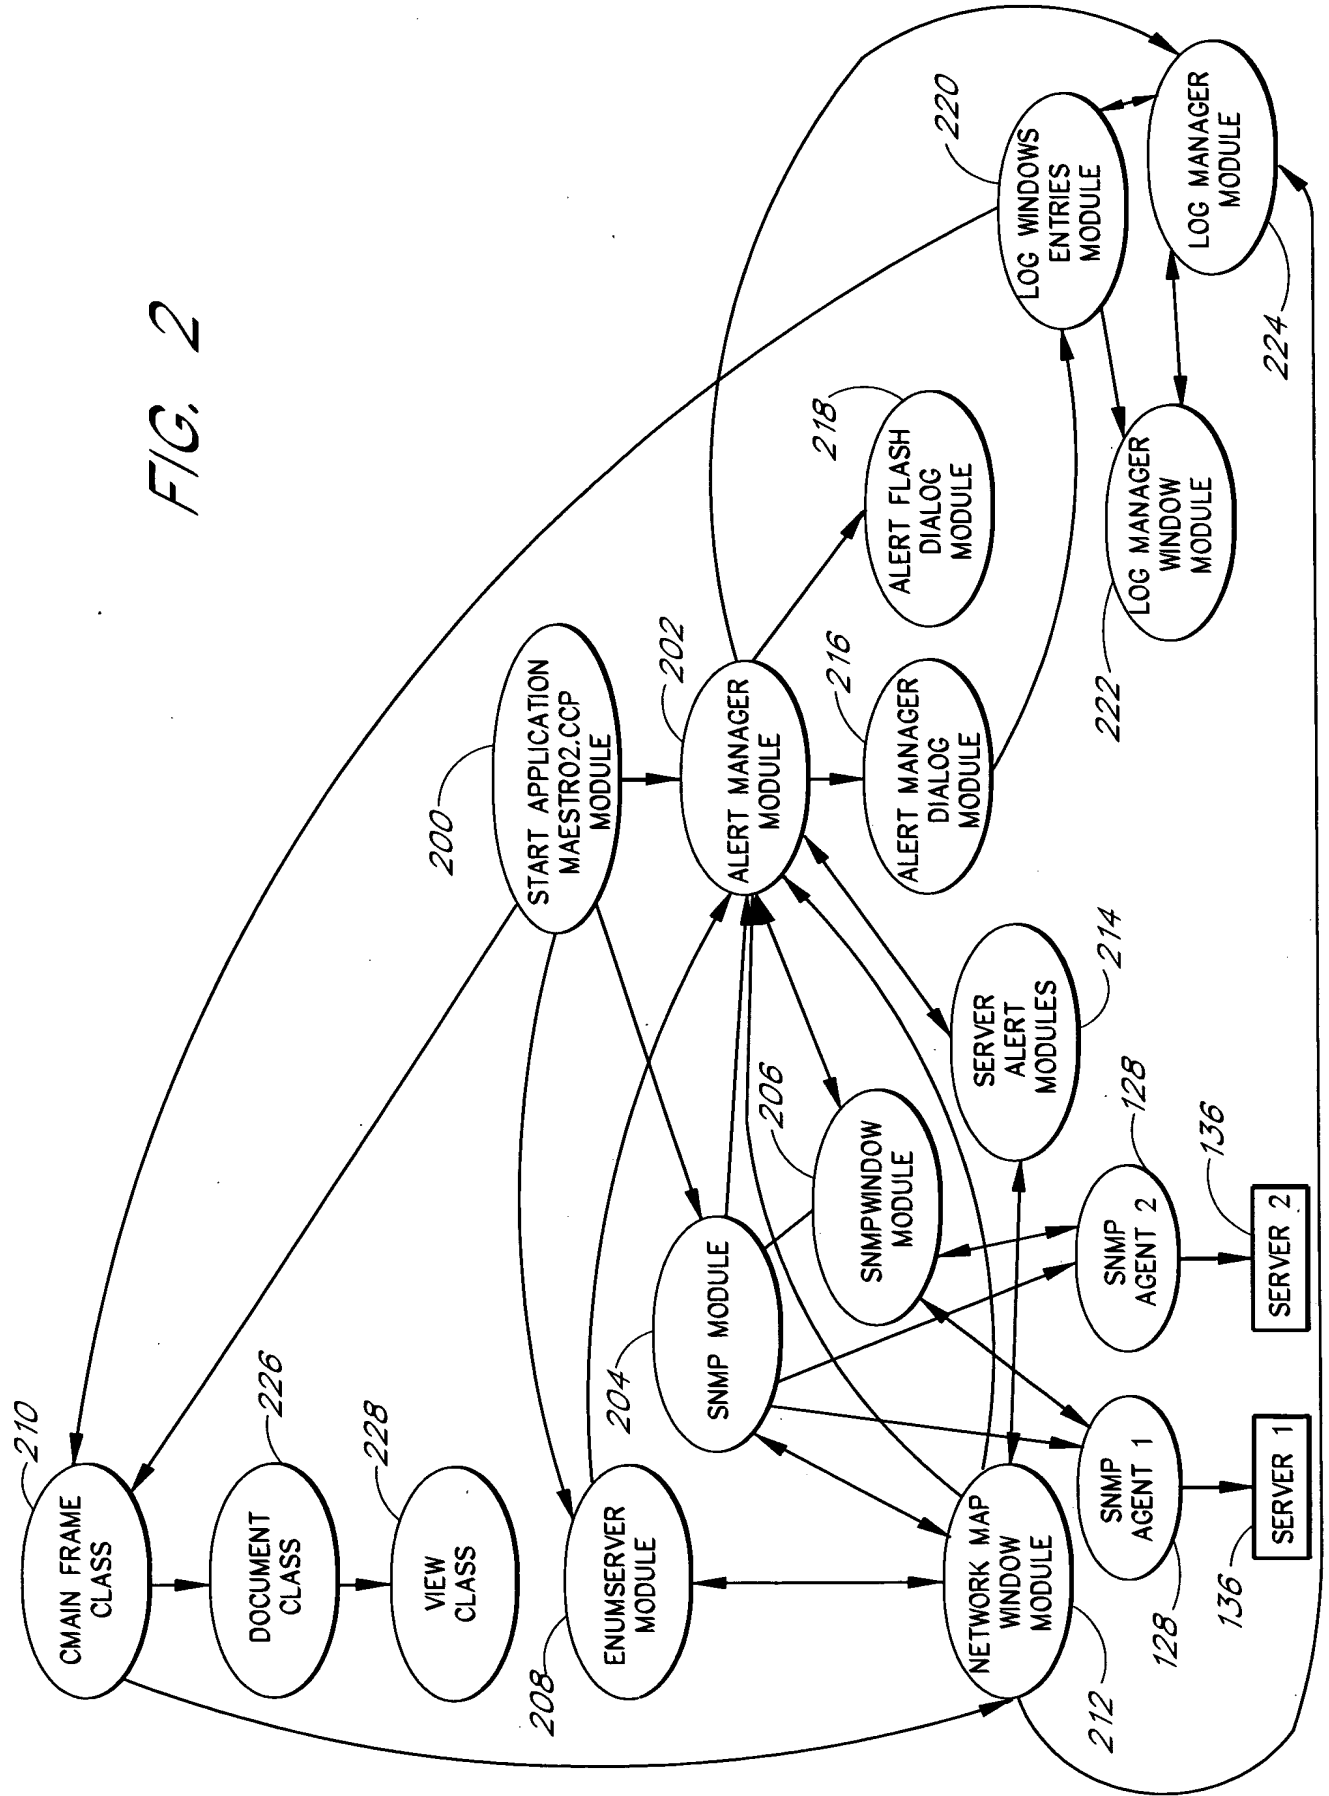 FIG. 2
210
CMAIN FRAME
CLASS
226
DOCUMENT
CLASS
228
VIEW
CLASS
200
START APPLICATION
MAESTRO2.CCP
MODULE
208
ENUMSERVER
MODULE
204
SNMP MODULE
202
ALERT MANAGER
MODULE
206
SNMPWINDOW
MODULE
216
ALERT MANAGER
DIALOG
MODULE
218
ALERT FLASH
DIALOG
MODULE
212
NETWORK MAP
WINDOW
MODULE
214
SERVER
ALERT
MODULES
220
LOG WINDOWS
ENTRIES
MODULE
222
LOG MANAGER
WINDOW
MODULE
224
LOG MANAGER
MODULE
128
SNMP
AGENT 1
128
SNMP
AGENT 2
136
SERVER 1
136
SERVER 2